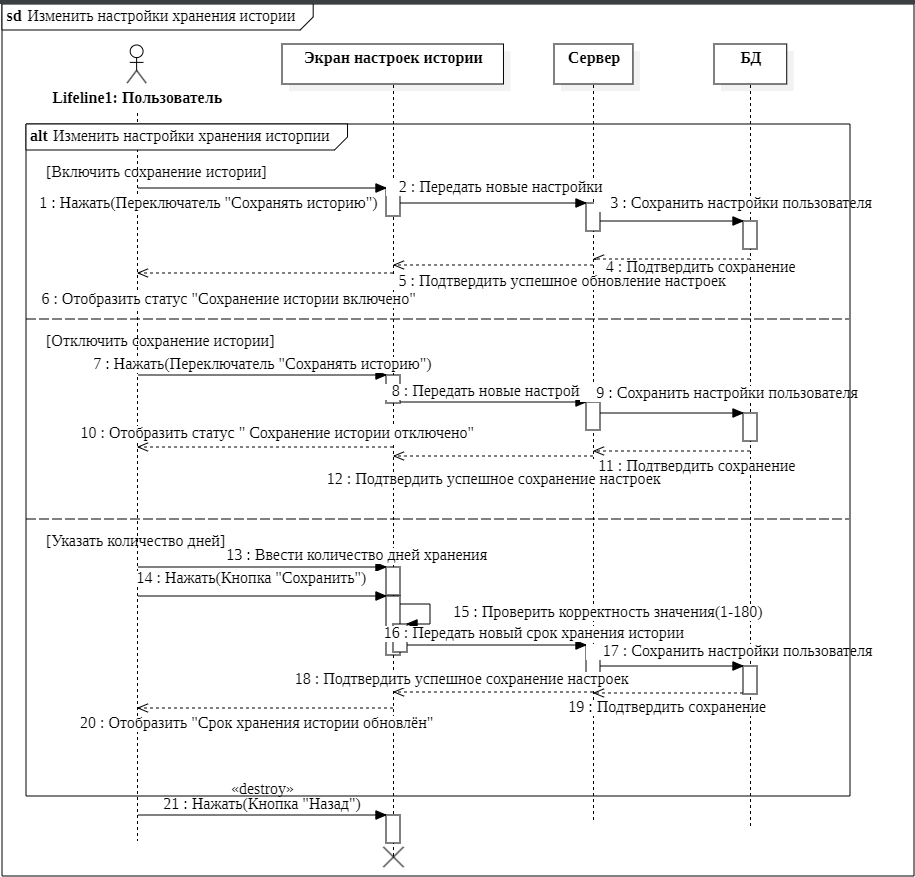 sd Изменить настройки хранения истории
Экран настроек истории
Сервер
БД
Lifeline1: Пользователь
alt Изменить настройки хранения исторпии
[Включить сохранение истории]
2 : Передать новые настройки
1 : Нажать(Переключатель "Сохранять историю")
3 : Сохранить настройки пользователя
4 : Подтвердить сохранение
5 : Подтвердить успешное обновление настроек
6 : Отобразить статус "Сохранение истории включено"
[Отключить сохранение истории]
7 : Нажать(Переключатель "Сохранять историю")
8 : Передать новые настрой
9 : Сохранить настройки пользователя
10 : Отобразить статус " Сохранение истории отключено"
11 : Подтвердить сохранение
12 : Подтвердить успешное сохранение настроек
[Указать количество дней]
13 : Ввести количество дней хранения
14 : Нажать(Кнопка "Сохранить")
15 : Проверить корректность значения(1-180)
16 : Передать новый срок хранения истории
17 : Сохранить настройки пользователя
18 : Подтвердить успешное сохранение настроек
19 : Подтвердить сохранение
20 : Отобразить "Срок хранения истории обновлён"
«destroy»
21 : Нажать(Кнопка "Назад")